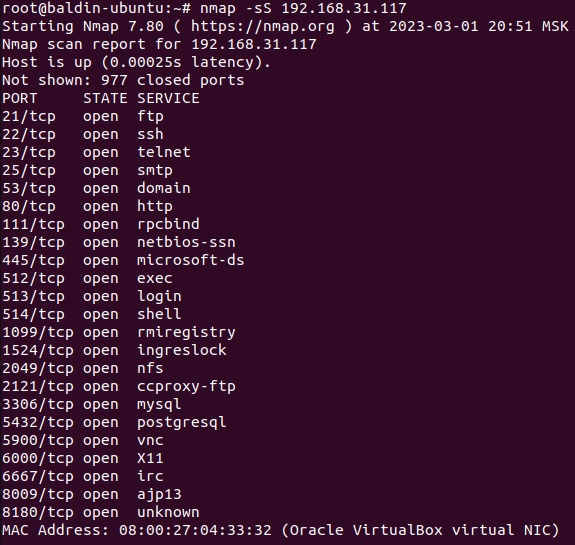 root@baldin-ubuntu:~# nmap -sS 192.168.31.117
Starting Nmap 7.80 ( https://nmap.org ) at 2023-03-01 20:51 MSK
Nmap scan report for 192.168.31.117
Host is up (0.00025s latency).
Not shown: 977 closed ports
PORT     STATE SERVICE
21/tcp   open  ftp
22/tcp   open  ssh
23/tcp   open  telnet
25/tcp   open  smtp
53/tcp   open  domain
80/tcp   open  http
111/tcp  open  rpcbind
139/tcp  open  netbios-ssn
445/tcp  open  microsoft-ds
512/tcp  open  exec
513/tcp  open  login
514/tcp  open  shell
1099/tcp open  rmiregistry
1524/tcp open  ingreslock
2049/tcp open  nfs
2121/tcp open  ccproxy-ftp
3306/tcp open  mysql
5432/tcp open  postgresql
5900/tcp open  vnc
6000/tcp open  X11
6667/tcp open  irc
8009/tcp open  ajp13
8180/tcp open  unknown
MAC Address: 08:00:27:04:33:32 (Oracle VirtualBox virtual NIC)